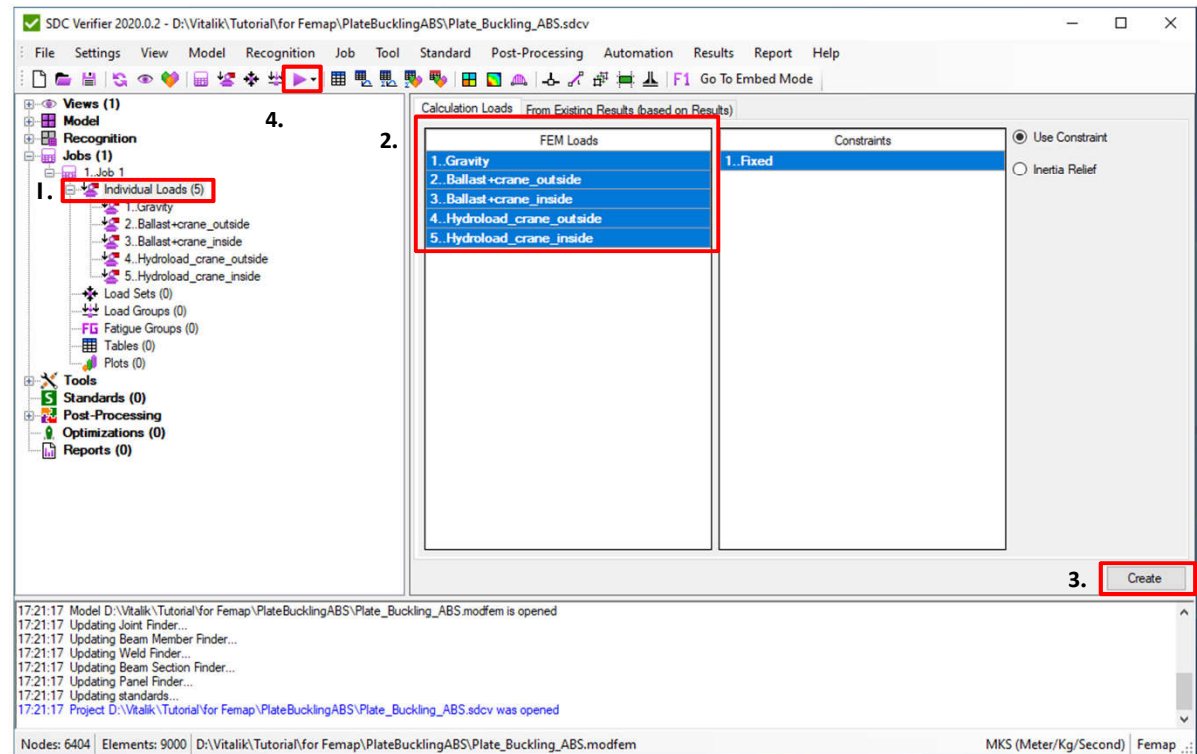 SDC Verifier 2020.0.2 - D:\Vitalik\Tutorial\for Femap\PlateBucklingABS\Plate_Buckling_ABS.sdcv
File Settings View Model Recognition Job Tool Standard Post-Processing Automation Results Report Help
F1 Go To Embed Mode
Views (1)
Model
Recognition
Jobs (1)
1..Job 1
1.
Individual Loads (5)
1..Gravity
2..Ballast+crane_outside
3..Ballast+crane_inside
4..Hydroload_crane_outside
5..Hydroload_crane_inside
Load Sets (0)
Load Groups (0)
FG Fatigue Groups (0)
Tables (0)
Plots (0)
Tools
S Standards (0)
Post-Processing
Optimizations (0)
Reports (0)
4.
2.
Calculation Loads From Existing Results (based on Results)
FEM Loads
1..Gravity
2..Ballast+crane_outside
3..Ballast+crane_inside
4..Hydroload_crane_outside
5..Hydroload_crane_inside
Constraints
1..Fixed
Use Constraint
Inertia Relief
3.
Create
17:21:17 Model D:\Vitalik\Tutorial\for Femap\PlateBucklingABS\Plate_Buckling_ABS.modfem is opened
17:21:17 Updating Joint Finder...
17:21:17 Updating Beam Member Finder...
17:21:17 Updating Weld Finder...
17:21:17 Updating Beam Section Finder...
17:21:17 Updating Panel Finder...
17:21:17 Updating standards...
17:21:17 Project D:\Vitalik\Tutorial\for Femap\PlateBucklingABS\Plate_Buckling_ABS.sdcv was opened
Nodes: 6404 Elements: 9000 D:\Vitalik\Tutorial\for Femap\PlateBucklingABS\Plate_Buckling_ABS.modfem MKS (Meter/Kg/Second) Femap